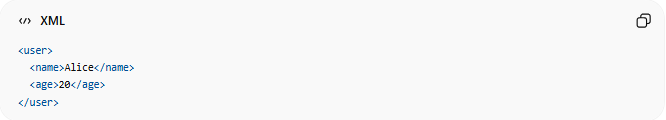 XML
<user>
  <name>Alice</name>
  <age>20</age>
</user>